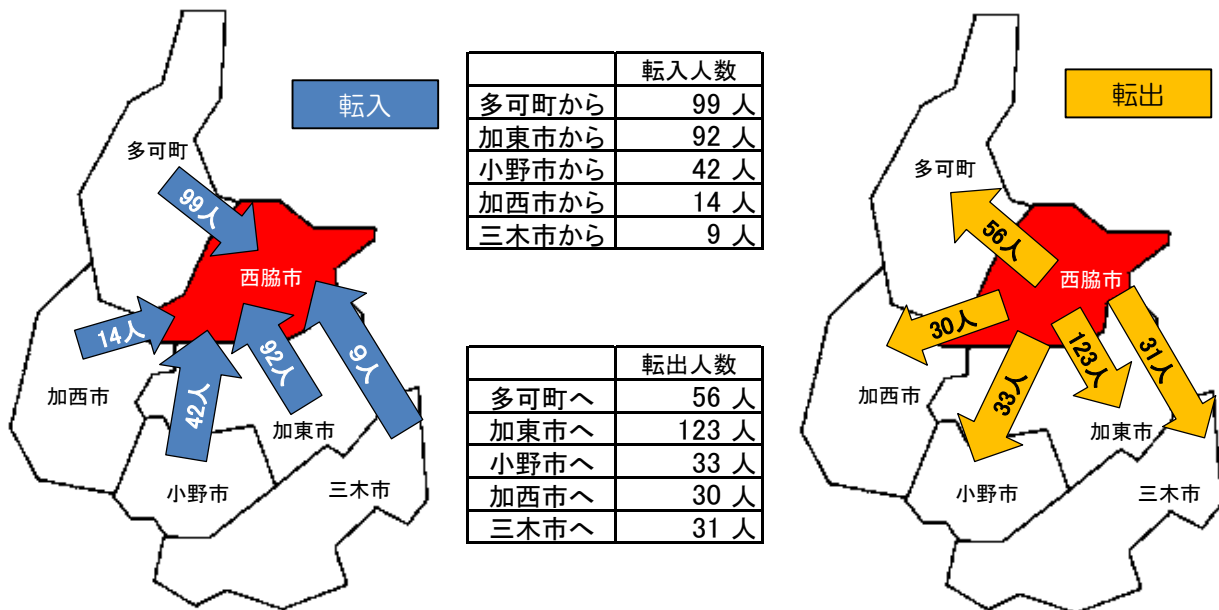 転入
多可町
99人
西脇市
14人
42人
92人
9人
加西市
加東市
小野市
三木市
転入人数
多可町から 99 人
加東市から 92 人
小野市から 42 人
加西市から 14 人
三木市から 9 人
転出人数
多可町へ 56 人
加東市へ 123 人
小野市へ 33 人
加西市へ 30 人
三木市へ 31 人
転出
多可町
56人
西脇市
30人
33人
123人
31人
加西市
加東市
小野市
三木市